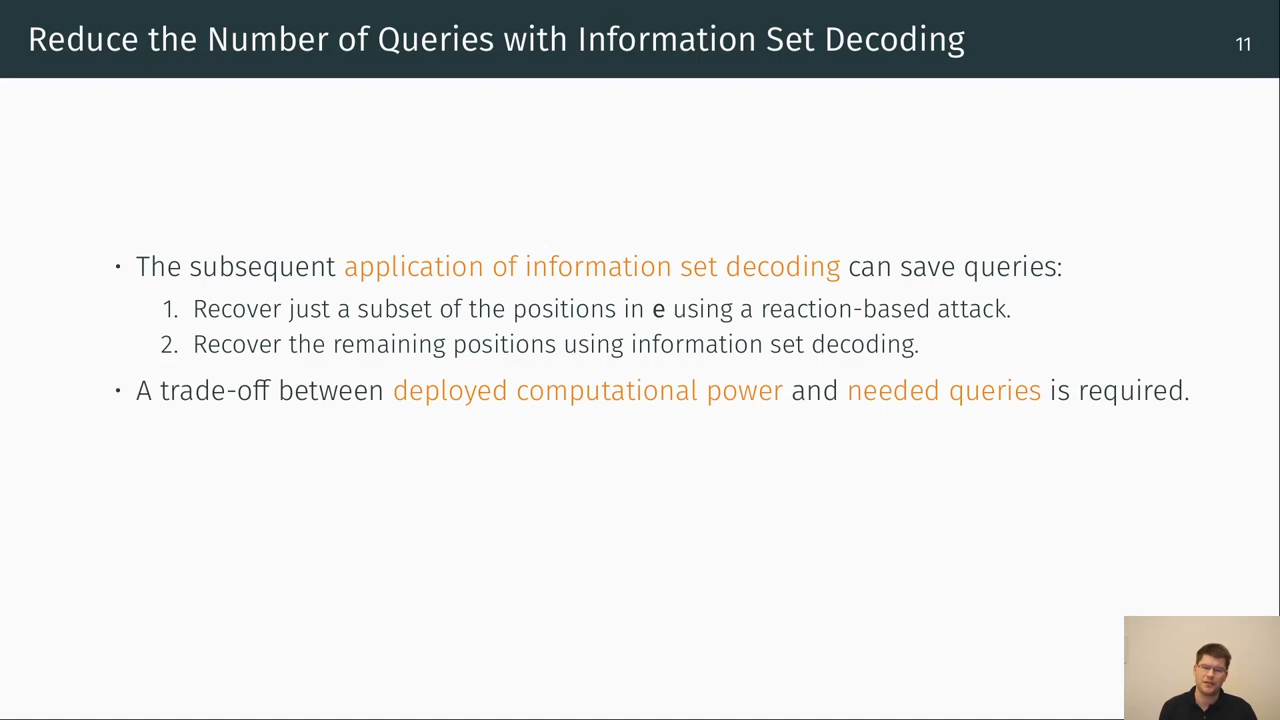 Reduce the Number of Queries with Information Set Decoding
11
• The subsequent application of information set decoding can save queries:
1. Recover just a subset of the positions in e using a reaction-based attack.
2. Recover the remaining positions using information set decoding.
• A trade-off between deployed computational power and needed queries is required.